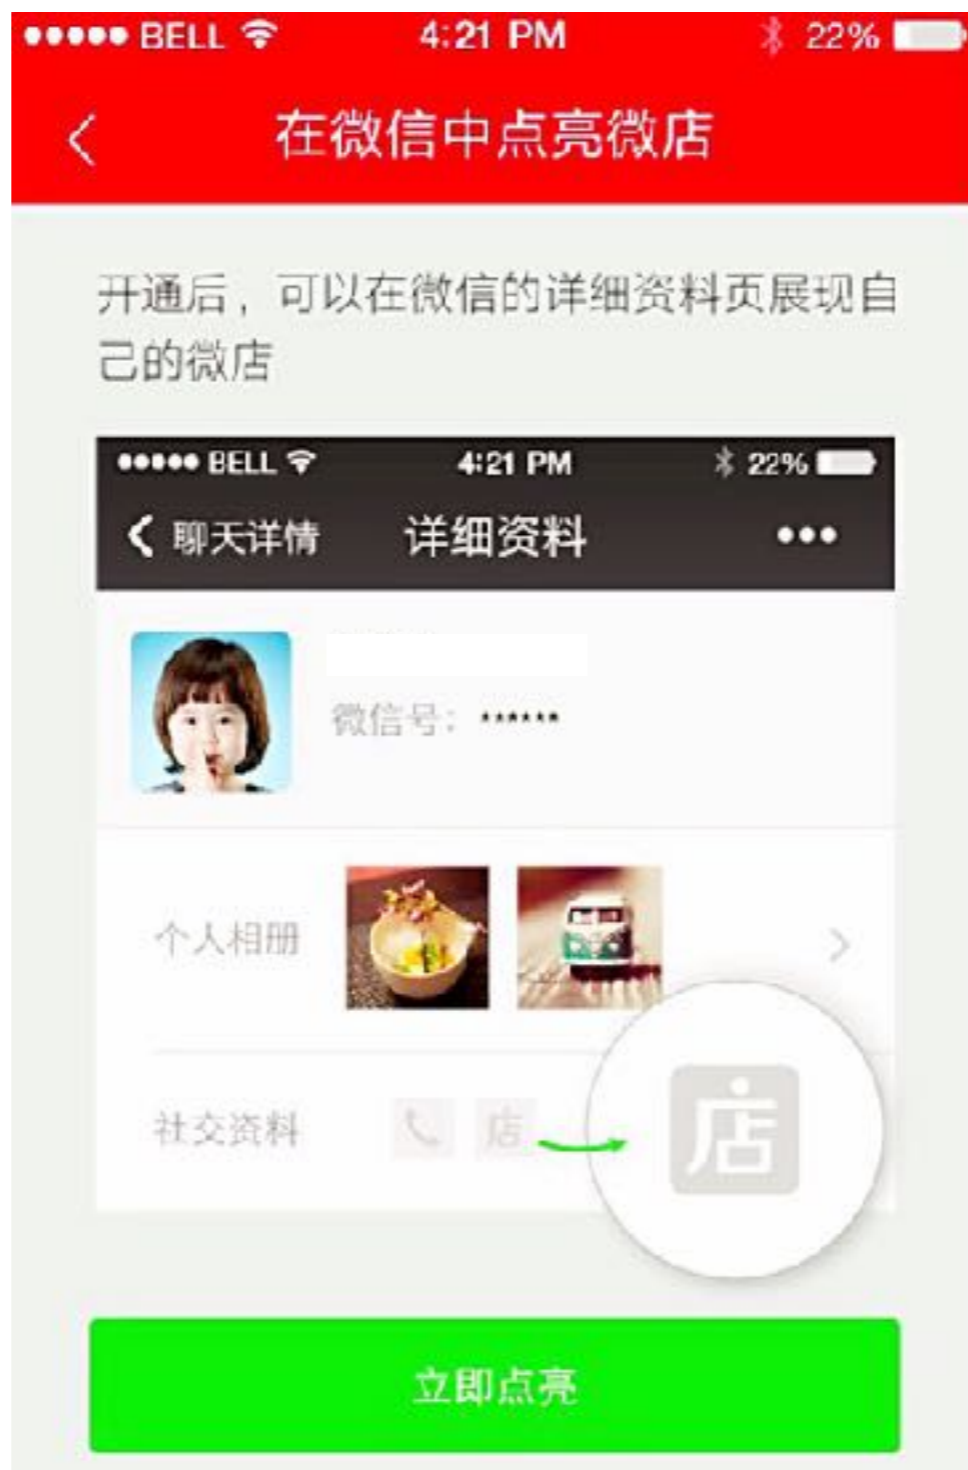 BELL 4:21 PM 22%
在微信中点亮微店
开通后，可以在微信的详细资料页展现自
己的微店
BELL 4:21 PM 22%
聊天详情 详细资料 •••
微信号： ******
个人相册
社交资料 店 店
立即点亮